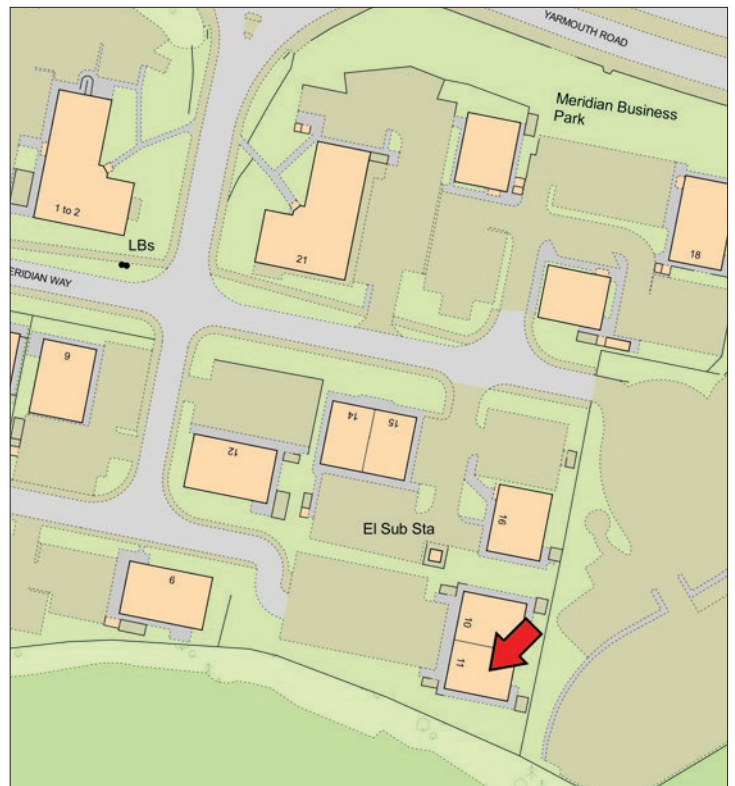 YARMOUTH ROAD
Meridian Business
Park
1 to 2
LBs
21
18
ERIDIAN WAY
9
14
15
12
16
El Sub Sta
9
10
11